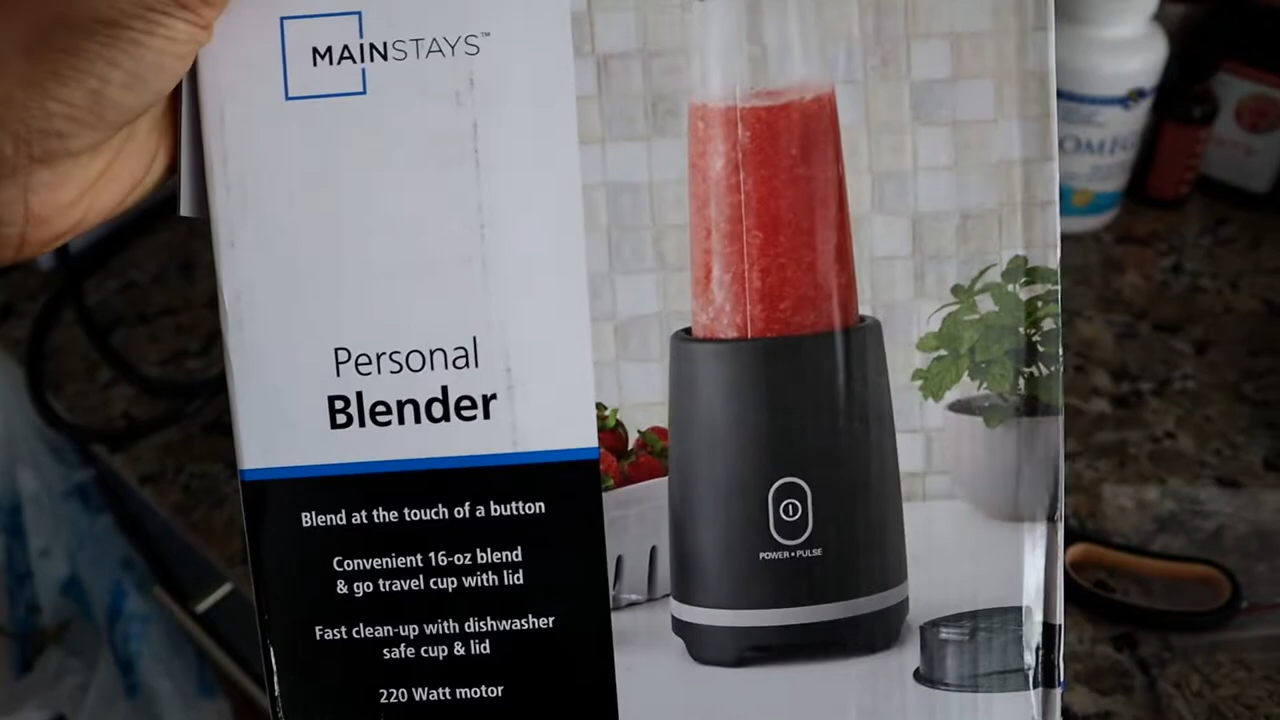 MAINSTAYS™
Personal
Blender
Blend at the touch of a button
Convenient 16-oz blend
& go travel cup with lid
Fast clean-up with dishwasher
safe cup & lid
220 Watt motor
POWER • PULSE